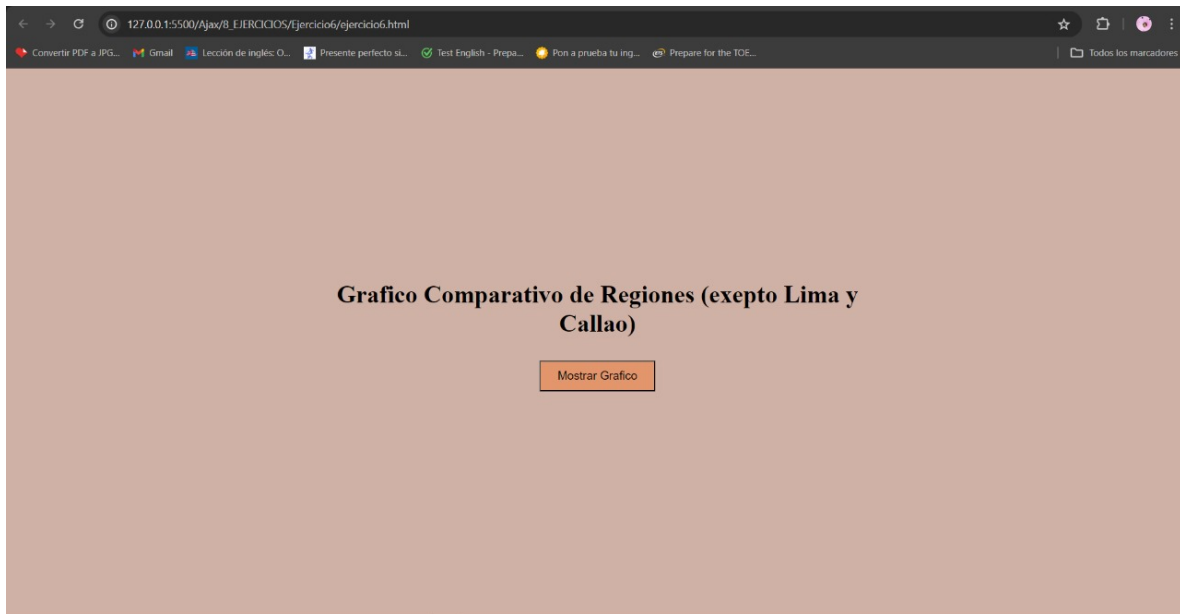 127.0.0.1:5500/Ajax/8_EJERCICIOS/Ejercicio6/ejercicio6.html
Convertir PDF a JPG... Gmail Lección de inglés: O... Presente perfecto si... Test English - Prepa... Pon a prueba tu ing... Prepare for the TOE... Todos los marcadores
Grafico Comparativo de Regiones (exepto Lima y
Callao)
Mostrar Grafico